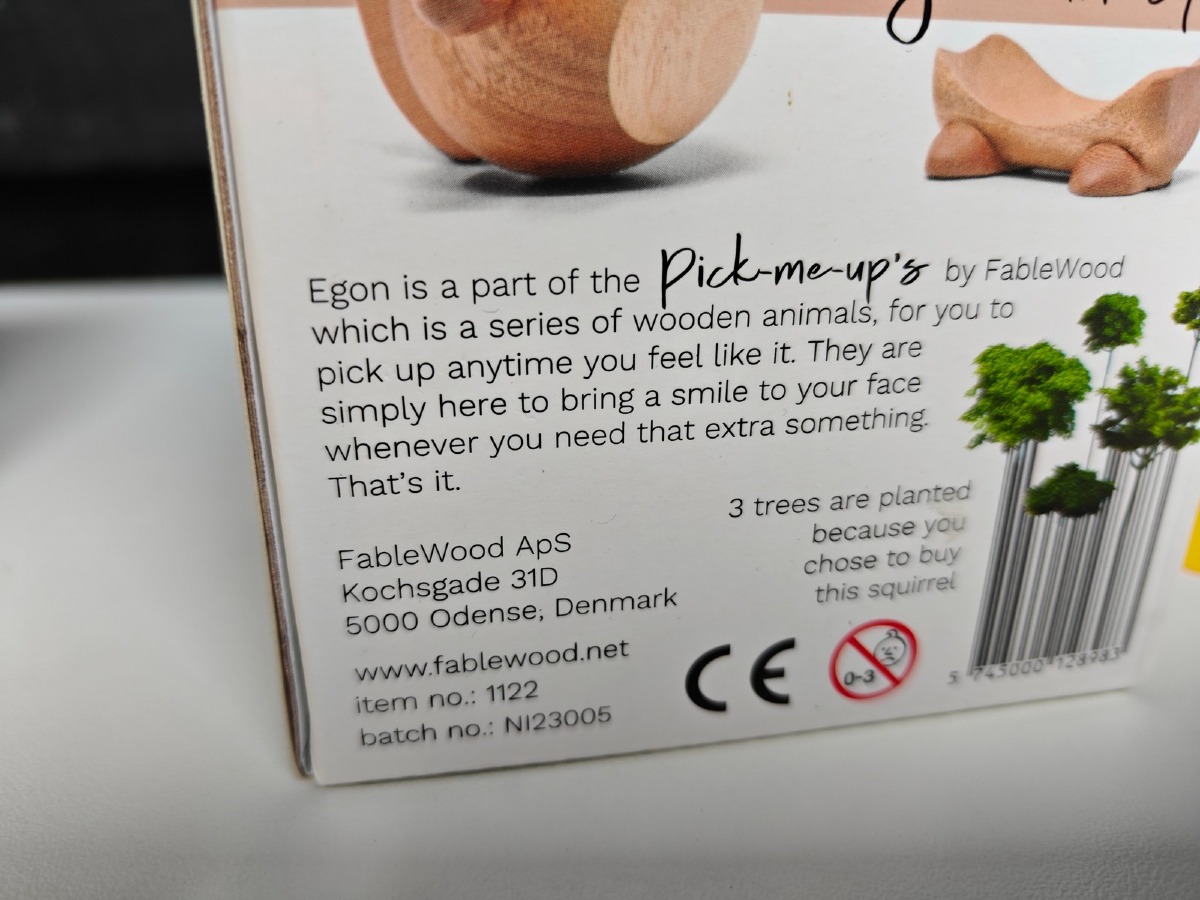 Egon is a part of the Pick-me-up's by FableWood
which is a series of wooden animals, for you to
pick up anytime you feel like it. They are
simply here to bring a smile to your face
whenever you need that extra something.
That's it.
3 trees are planted
because you
chose to buy
this squirrel
FableWood ApS
Kochsgade 31D
5000 Odense, Denmark
www.fablewood.net
item no.: 1122
batch no.: NI23005
CE
0-3
5 745000 128983